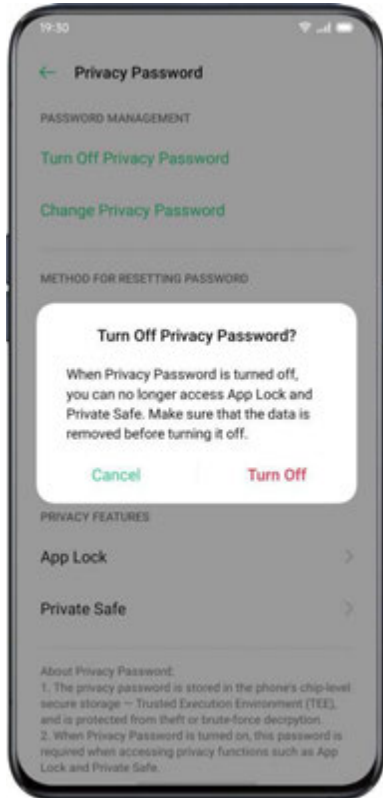 19:30
← Privacy Password
PASSWORD MANAGEMENT
Turn Off Privacy Password
Change Privacy Password
METHOD FOR RESETTING PASSWORD
Turn Off Privacy Password?
When Privacy Password is turned off,
you can no longer access App Lock and
Private Safe. Make sure that the data is
removed before turning it off.
Cancel Turn Off
PRIVACY FEATURES
App Lock
Private Safe
About Privacy Password:
1. The privacy password is stored in the phone's chip-level
secure storage — Trusted Execution Environment (TEE),
and is protected from theft or brute-force decrpytion.
2. When Privacy Password is turned on, this password is
required when accessing privacy functions such as App
Lock and Private Safe.